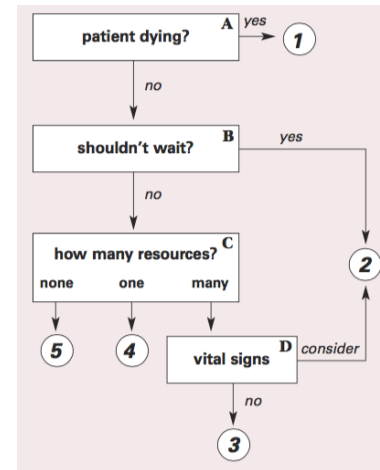 A
yes
patient dying?
1
no
B
yes
shouldn't wait?
no
2
C
how many resources?
none one many
5
4
D
vital signs
consider
no
3